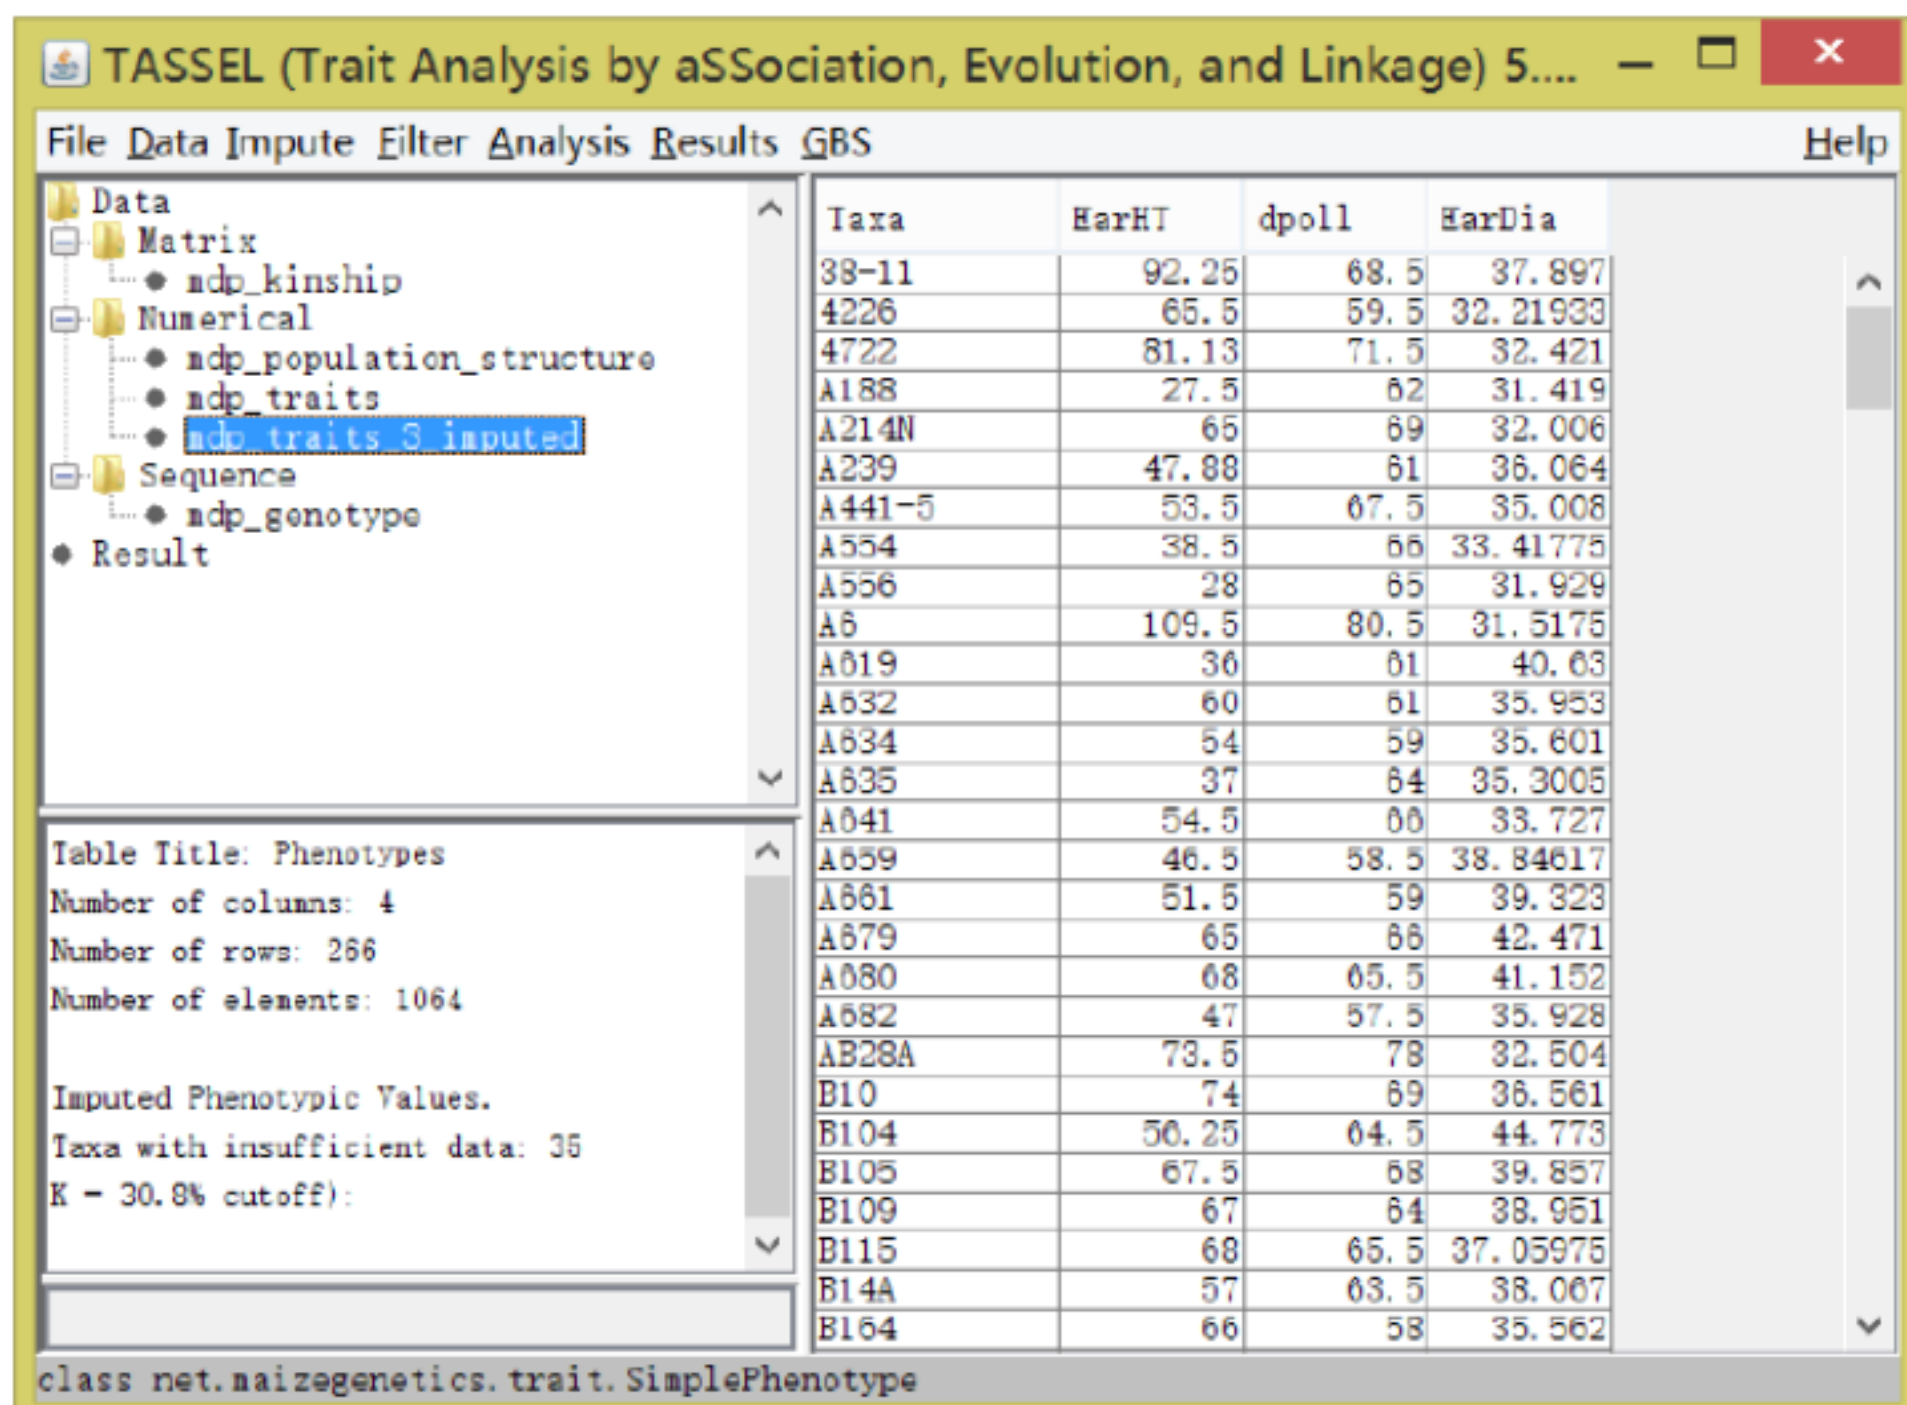 TASSEL (Trait Analysis by aSSociation, Evolution, and Linkage) 5....
File Data Impute Filter Analysis Results GBS Help
Data
Matrix
mdp_kinship
Numerical
mdp_population_structure
mdp_traits
mdp_traits_3_imputed
Sequence
mdp_genotype
Result
Table Title: Phenotypes
Number of columns: 4
Number of rows: 266
Number of elements: 1064
Imputed Phenotypic Values.
Taxa with insufficient data: 35
K = 30.8% cutoff):
Taxa EarHT dpoll EarDia
38-11 92.25 68.5 37.897
4226 65.5 59.5 32.21933
4722 81.13 71.5 32.421
A188 27.5 62 31.419
A214N 65 69 32.006
A239 47.88 61 36.064
A441-5 53.5 67.5 35.008
A554 38.5 66 33.41775
A556 28 65 31.929
A6 109.5 80.5 31.5175
A619 36 61 40.63
A632 60 61 35.953
A634 54 59 35.601
A635 37 64 35.3005
A641 54.5 66 33.727
A659 46.5 58.5 38.84617
A661 51.5 59 39.323
A679 65 66 42.471
A680 68 65.5 41.152
A682 47 57.5 35.928
AB28A 73.5 78 32.504
B10 74 69 36.561
B104 56.25 64.5 44.773
B105 67.5 68 39.857
B109 67 64 38.951
B115 68 65.5 37.05975
B14A 57 63.5 38.067
B164 66 58 35.562
class net.maizegenetics.trait.SimplePhenotype